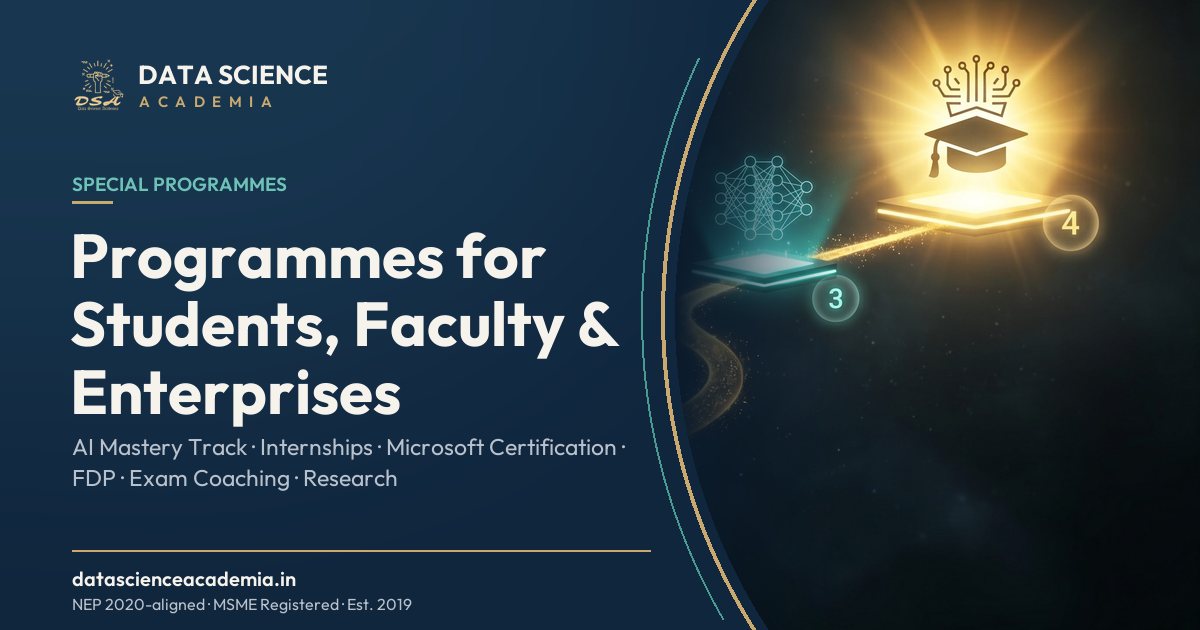 DSA
DATA SCIENCE
ACADEMIA
SPECIAL PROGRAMMES
Programmes for
Students, Faculty &
Enterprises
AI Mastery Track · Internships · Microsoft Certification ·
FDP · Exam Coaching · Research
datascienceacademia.in
NEP 2020-aligned · MSME Registered · Est. 2019
3
4